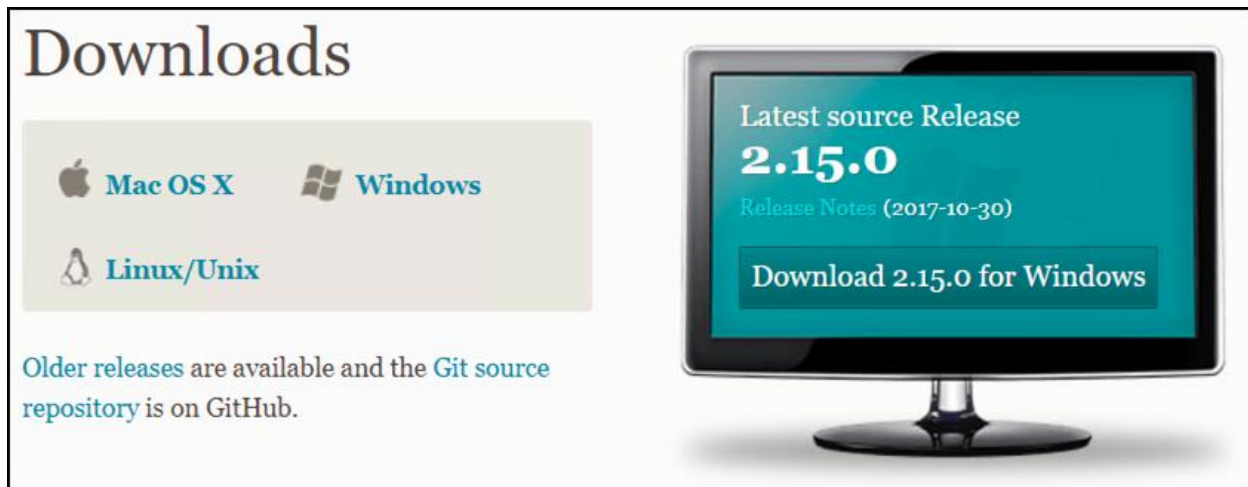 Downloads
Mac OS X
Windows
Linux/Unix
Older releases are available and the Git source
repository is on GitHub.
Latest source Release
2.15.0
Release Notes (2017-10-30)
Download 2.15.0 for Windows